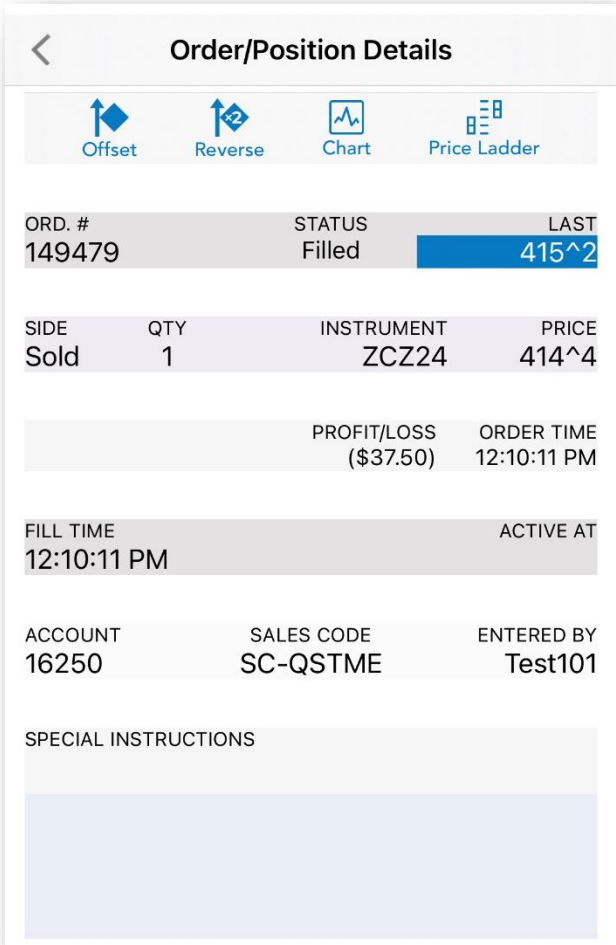 Order/Position Details
Offset Reverse Chart Price Ladder
ORD. # STATUS LAST
149479 Filled 415^2
SIDE QTY INSTRUMENT PRICE
Sold 1 ZCZ24 414^4
PROFIT/LOSS ORDER TIME
($37.50) 12:10:11 PM
FILL TIME ACTIVE AT
12:10:11 PM
ACCOUNT SALES CODE ENTERED BY
16250 SC-QSTME Test101
SPECIAL INSTRUCTIONS